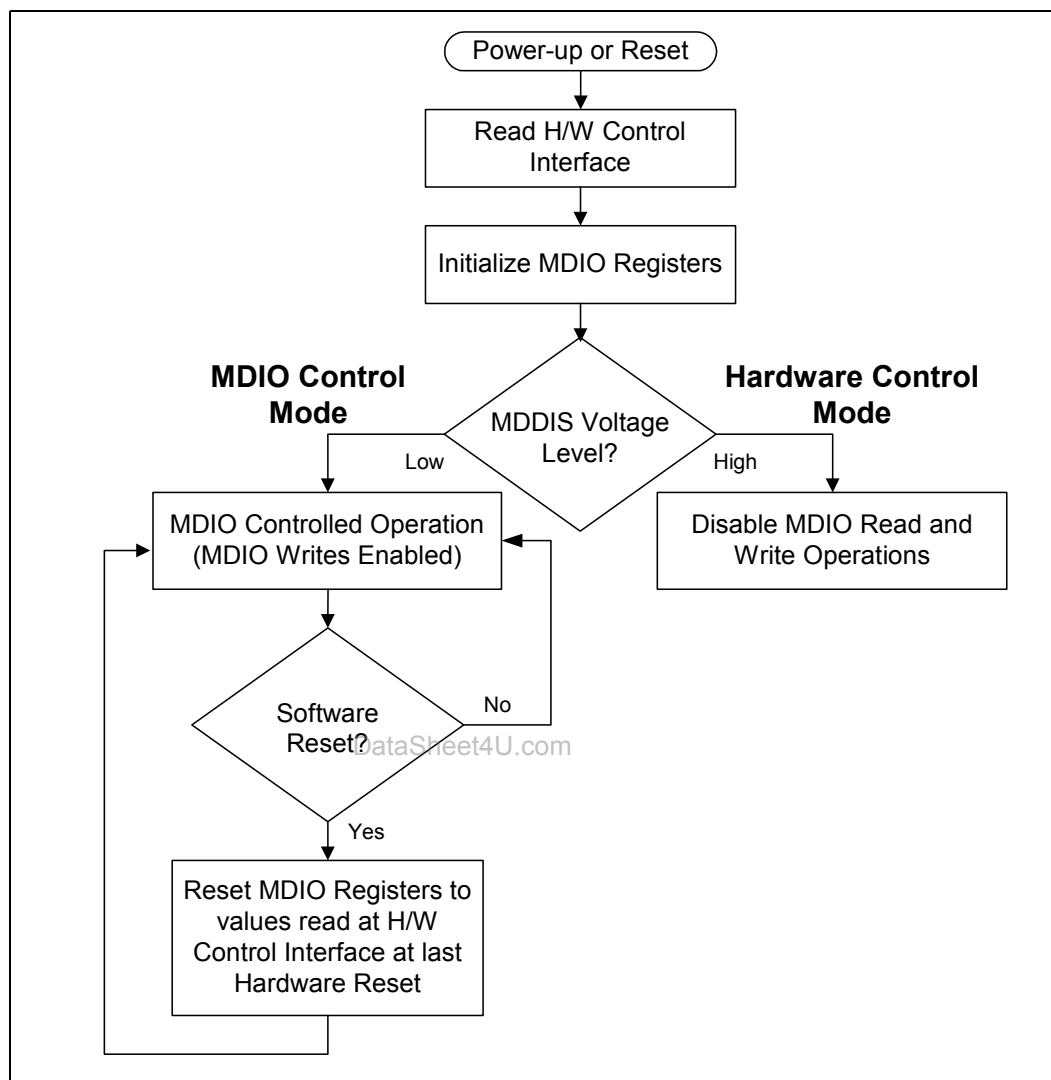 Power-up or Reset
Read H/W Control
Interface
Initialize MDIO Registers
MDIO Control
Mode
Hardware Control
Mode
MDDIS Voltage
Level?
Low
High
MDIO Controlled Operation
(MDIO Writes Enabled)
Disable MDIO Read and
Write Operations
Software
Reset?
No
DataSheet4U.com
Yes
Reset MDIO Registers to
values read at H/W
Control Interface at last
Hardware Reset